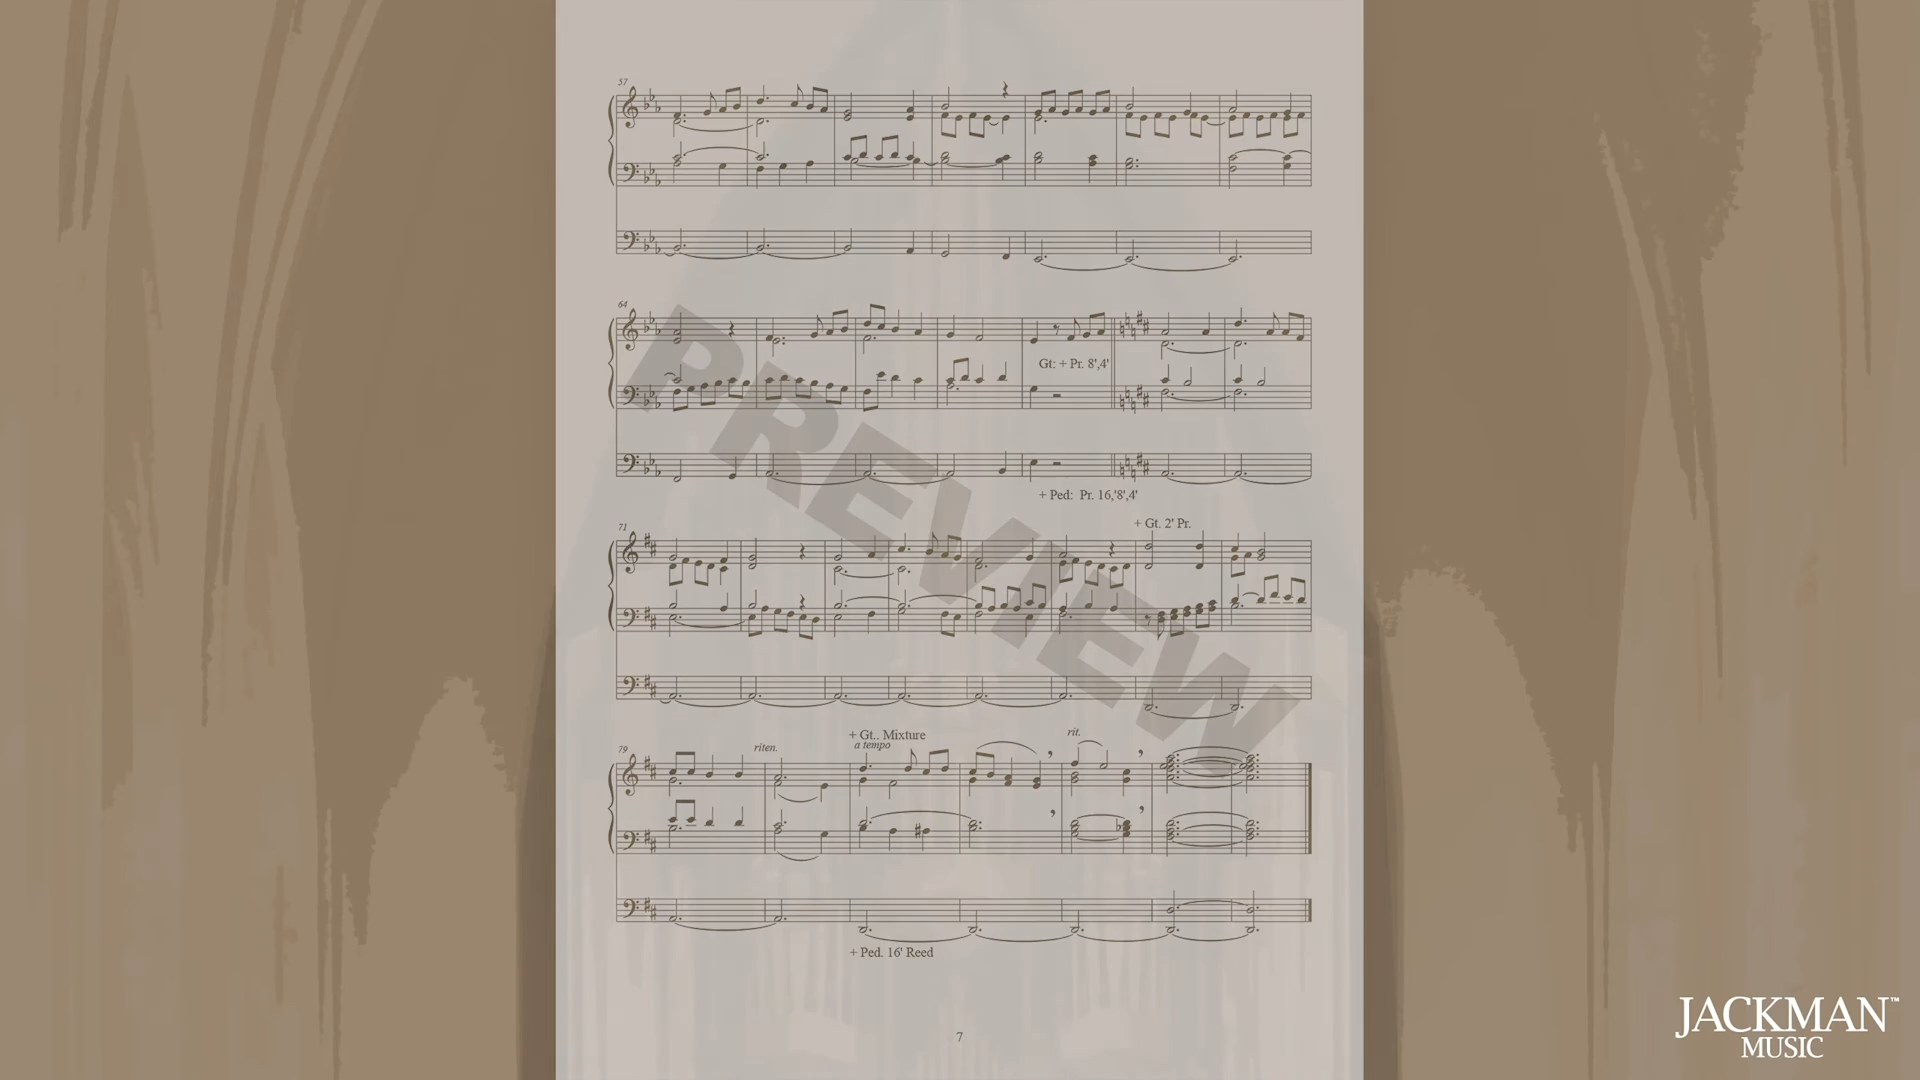 57
64
Gt: + Pr. 8',4'
+ Ped: Pr. 16,'8',4'
PREVIEW
+ Gt. 2' Pr.
71
+ Gt.. Mixture
rit.
79
riten.
a tempo
+ Ped. 16' Reed
7
JACKMAN™
MUSIC